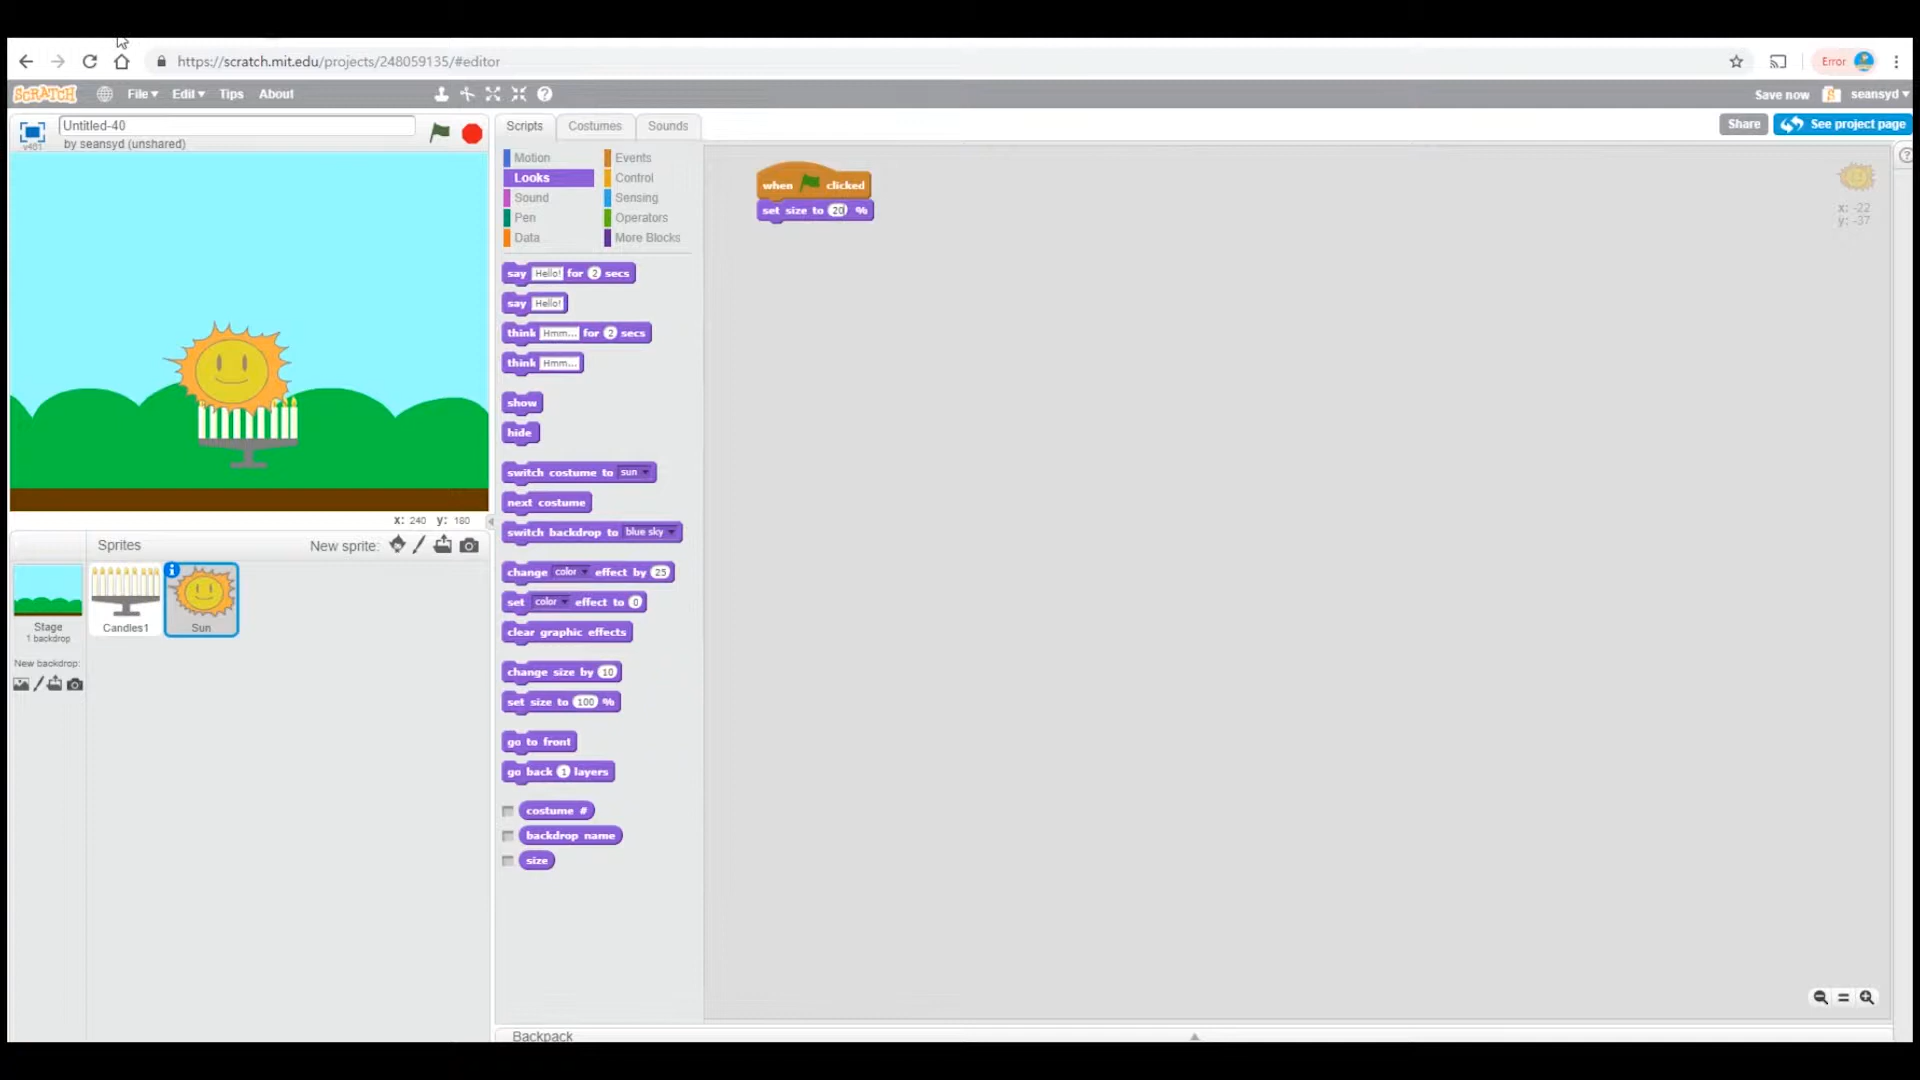 https://scratch.mit.edu/projects/248059135/#editor
Error
SCRATCH
File Edit Tips About
Save now
seansyd
Untitled-40
by seansyd (unshared)
v461
Scripts Costumes Sounds
Share
See project page
Motion
Events
Looks
Control
Sound
Sensing
Pen
Operators
Data
More Blocks
when clicked
set size to 20 %
x: -22
y: -37
say Hello! for 2 secs
say Hello!
think Hmm... for 2 secs
think Hmm...
show
hide
switch costume to sun
next costume
switch backdrop to blue sky
change color effect by 25
set color effect to 0
clear graphic effects
change size by 10
set size to 100 %
go to front
go back 1 layers
costume #
backdrop name
size
x: 240 y: 180
Sprites
New sprite:
Stage
1 backdrop
Candles1
Sun
New backdrop:
Backpack